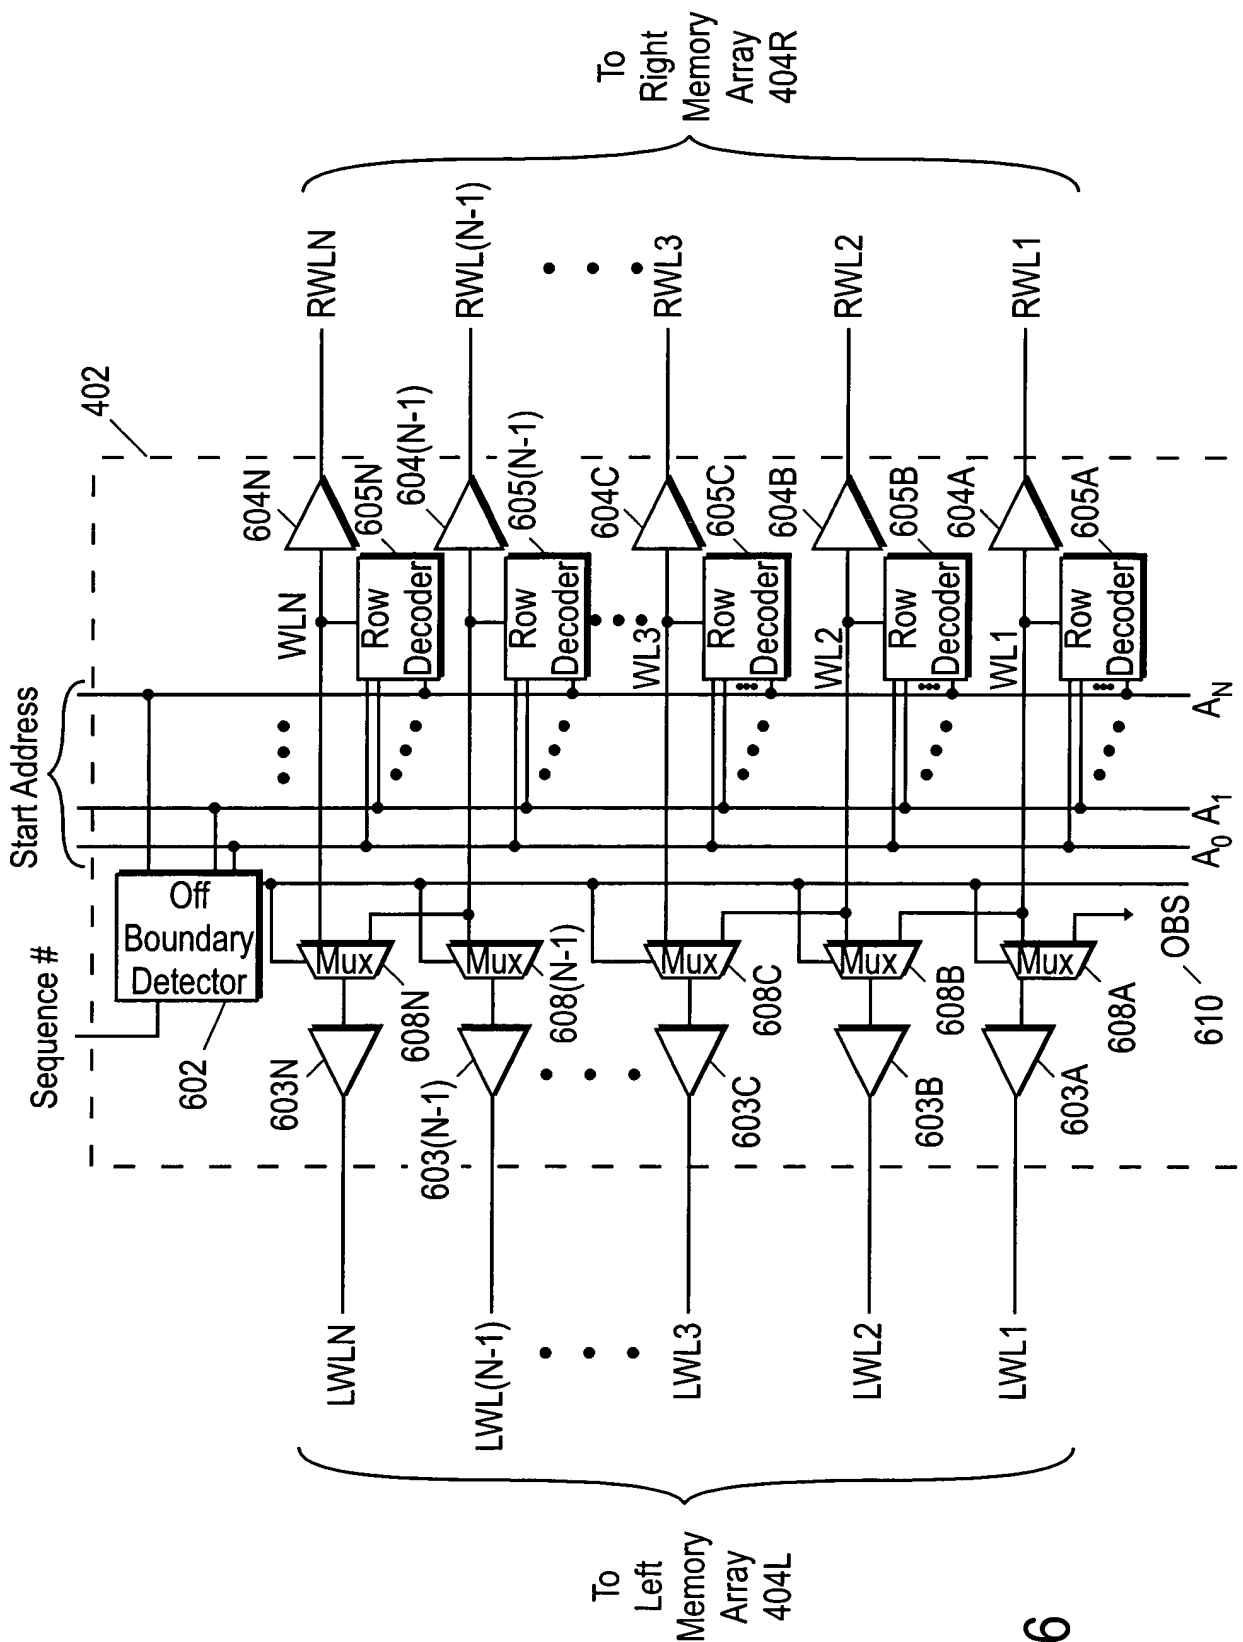 Sequence #
Start Address
402
Off
Boundary
Detector
602
603N
608N
Mux
WLN
604N
605N
Row
Decoder
LWLN
RWLN
603(N-1)
608(N-1)
Mux
604(N-1)
605(N-1)
Row
Decoder
LWL(N-1)
RWL(N-1)
603C
608C
Mux
WL3
604C
605C
Row
Decoder
LWL3
RWL3
603B
608B
Mux
WL2
604B
605B
Row
Decoder
LWL2
RWL2
603A
608A
Mux
WL1
604A
605A
Row
Decoder
LWL1
RWL1
OBS
610
A0
A1
AN
To
Left
Memory
Array
404L
To
Right
Memory
Array
404R
6